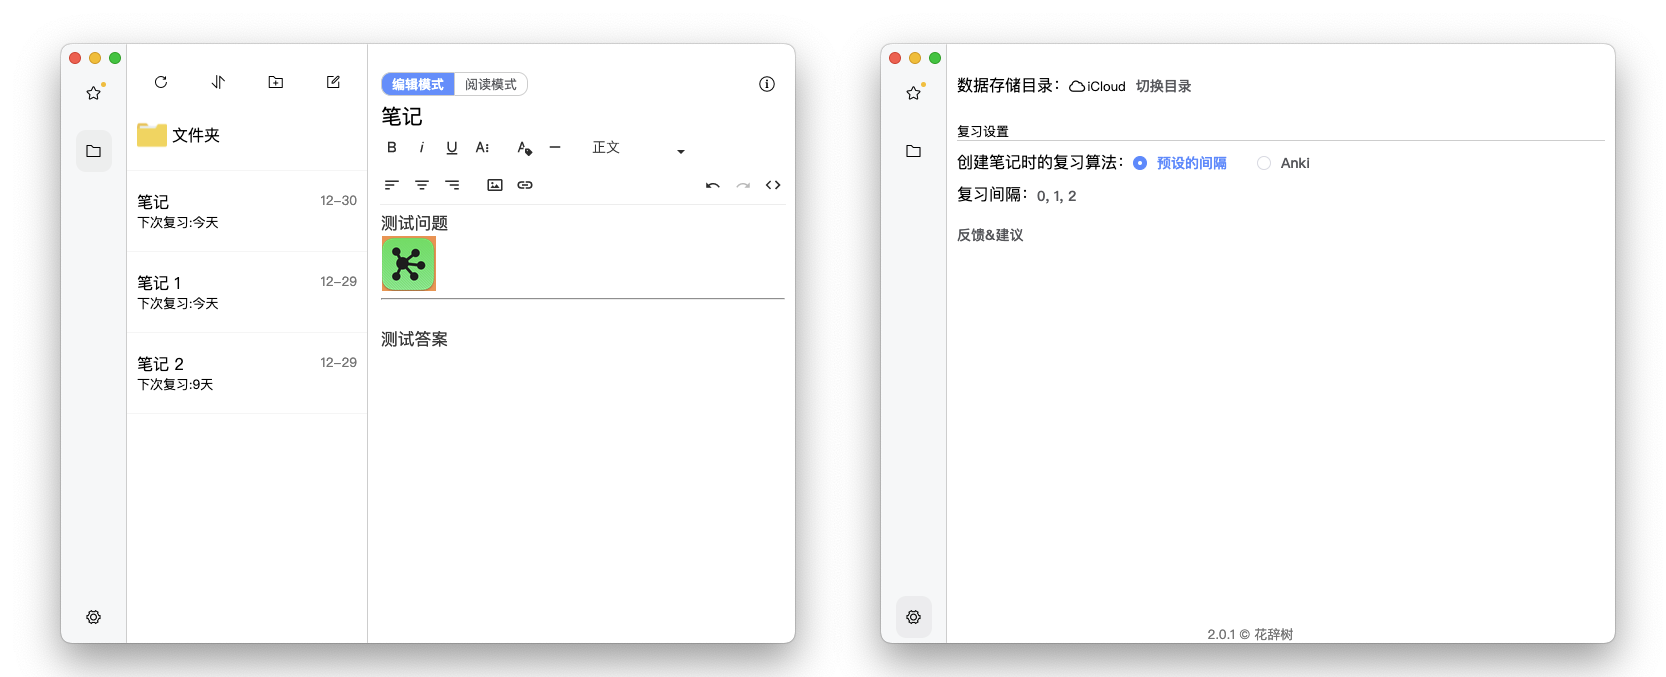 编辑模式 阅读模式
文件夹
笔记
B i U A 正文
笔记 12-30
下次复习:今天
测试问题
笔记 1 12-29
下次复习:今天
测试答案
笔记 2 12-29
下次复习:9天
数据存储目录: iCloud 切换目录
复习设置
创建笔记时的复习算法: 预设的间隔 Anki
复习间隔: 0, 1, 2
反馈&建议
2.0.1 © 花辞树